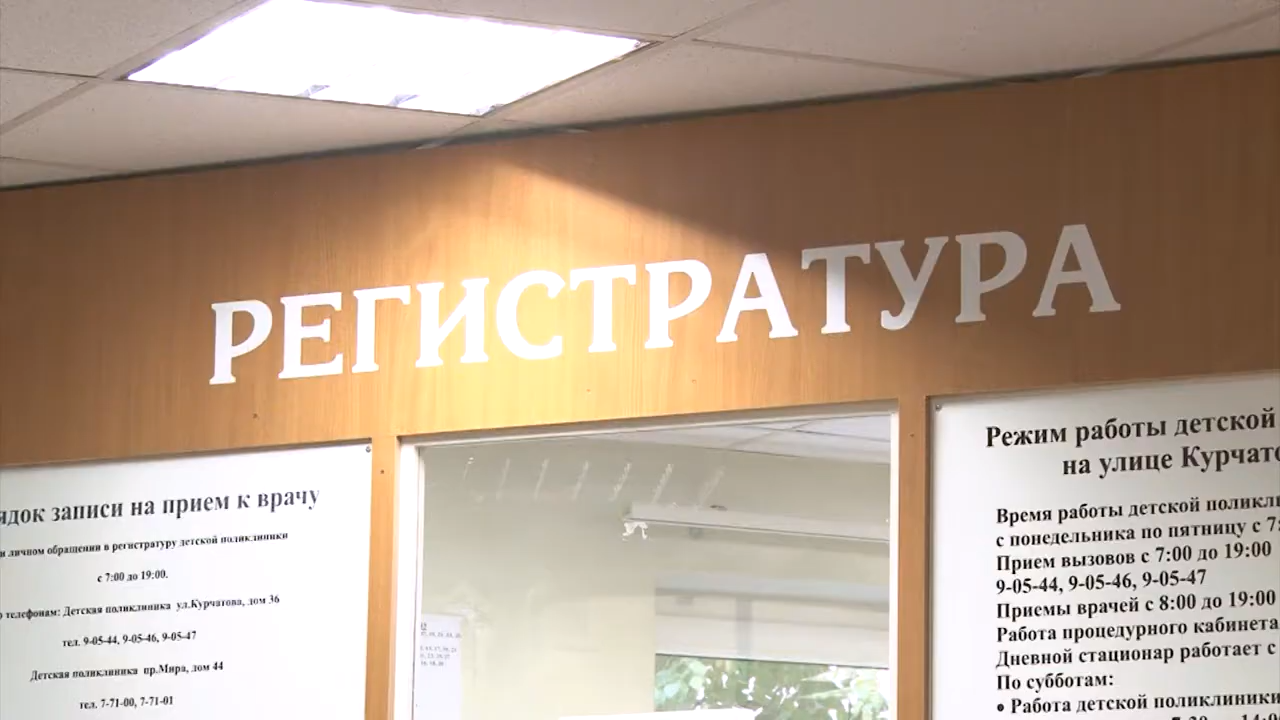 РЕГИСТРАТУРА
записи на прием к врачу
личном обращении в регистратуру детской поликлиники
с 7:00 до 19:00.
телефонам: Детская поликлиника ул.Курчатова, дом 36
тел. 9-05-44, 9-05-46, 9-05-47
Детская поликлиника пр.Мира, дом 44
тел. 7-71-00, 7-71-01
Режим работы детской
на улице Курчато
Время работы детской поликл
с понедельника по пятницу с 7:
Прием вызовов с 7:00 до 19:00
9-05-44, 9-05-46, 9-05-47
Приемы врачей с 8:00 до 19:00
Работа процедурного кабинета
Дневной стационар работает с
По субботам:
• Работа детской поликлиники